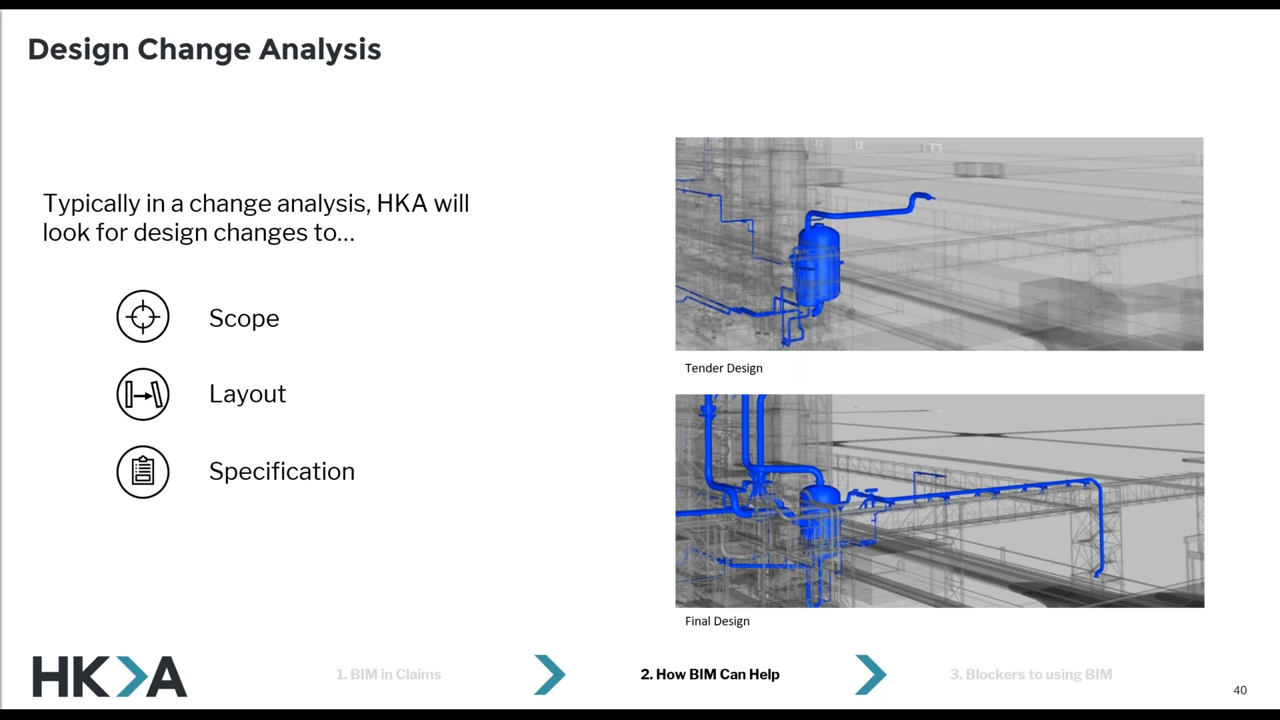 Design Change Analysis
Typically in a change analysis, HKA will
look for design changes to...
Scope
Layout
Specification
Tender Design
Final Design
HKA
1. BIM in Claims
2. How BIM Can Help
3. Blockers to using BIM
40